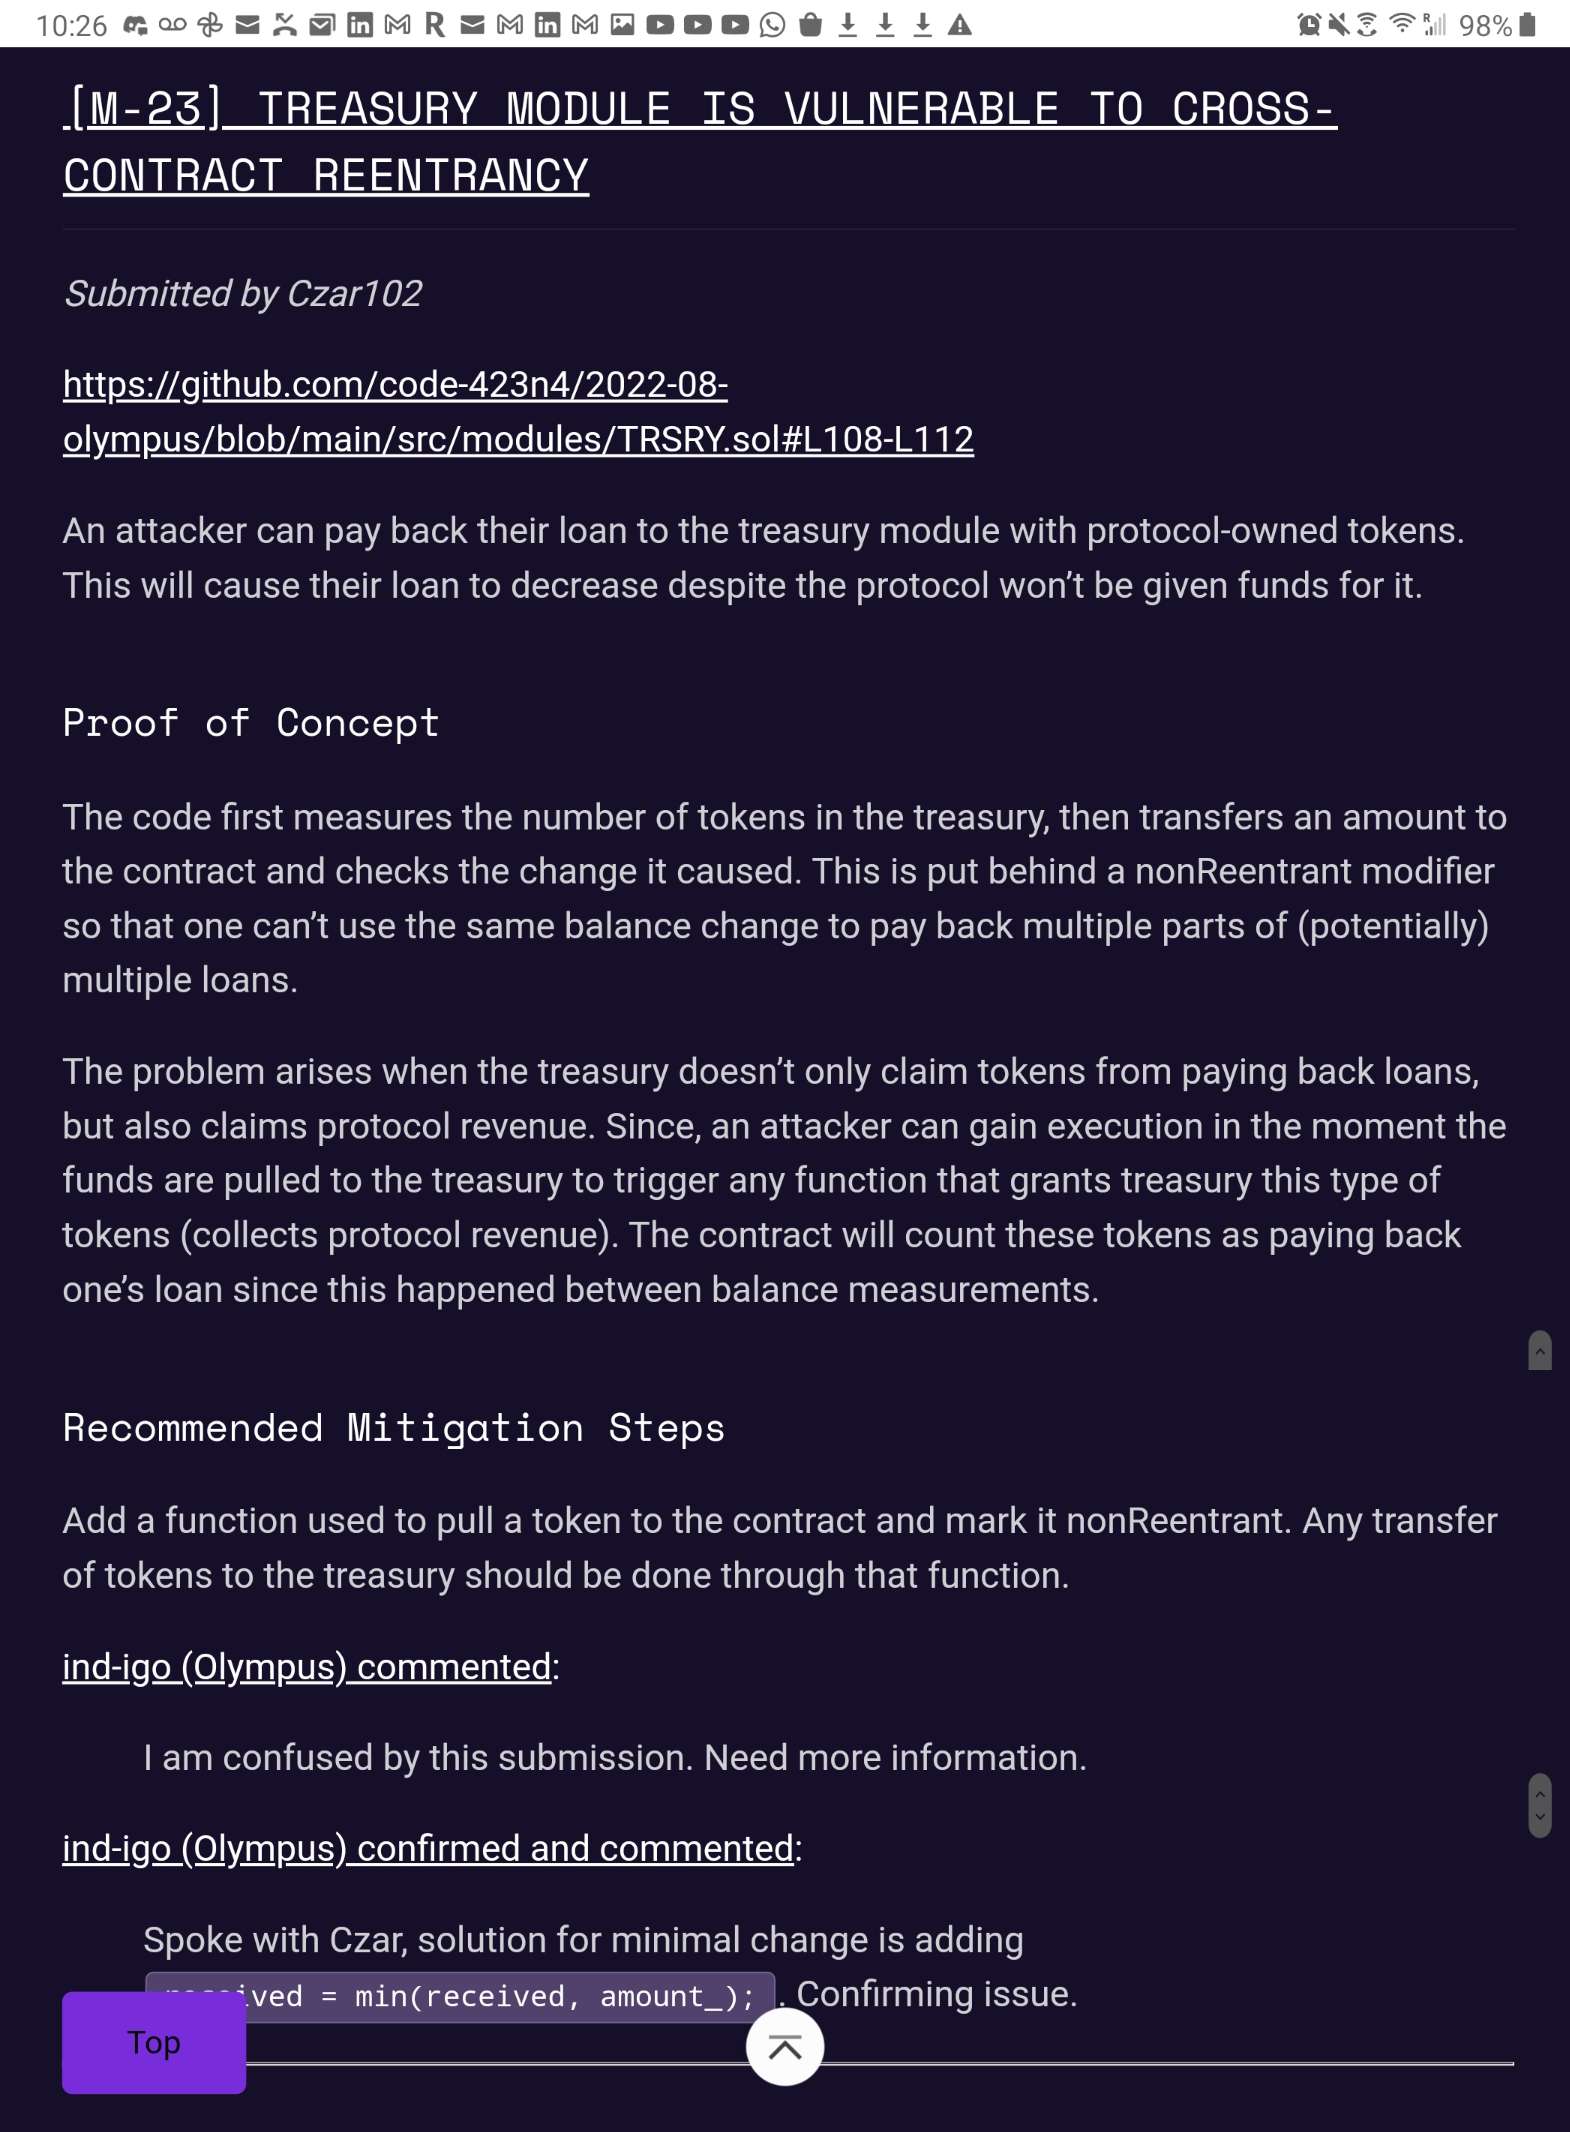 10:26
98%
[M-23] TREASURY MODULE IS VULNERABLE TO CROSS-
CONTRACT REENTRANCY
Submitted by Czar102
https://github.com/code-423n4/2022-08-
olympus/blob/main/src/modules/TRSRY.sol#L108-L112
An attacker can pay back their loan to the treasury module with protocol-owned tokens.
This will cause their loan to decrease despite the protocol won’t be given funds for it.
Proof of Concept
The code first measures the number of tokens in the treasury, then transfers an amount to
the contract and checks the change it caused. This is put behind a nonReentrant modifier
so that one can’t use the same balance change to pay back multiple parts of (potentially)
multiple loans.
The problem arises when the treasury doesn’t only claim tokens from paying back loans,
but also claims protocol revenue. Since, an attacker can gain execution in the moment the
funds are pulled to the treasury to trigger any function that grants treasury this type of
tokens (collects protocol revenue). The contract will count these tokens as paying back
one’s loan since this happened between balance measurements.
Recommended Mitigation Steps
Add a function used to pull a token to the contract and mark it nonReentrant. Any transfer
of tokens to the treasury should be done through that function.
ind-igo (Olympus) commented:
I am confused by this submission. Need more information.
ind-igo (Olympus) confirmed and commented:
Spoke with Czar, solution for minimal change is adding
received = min(received, amount_); . Confirming issue.
Top